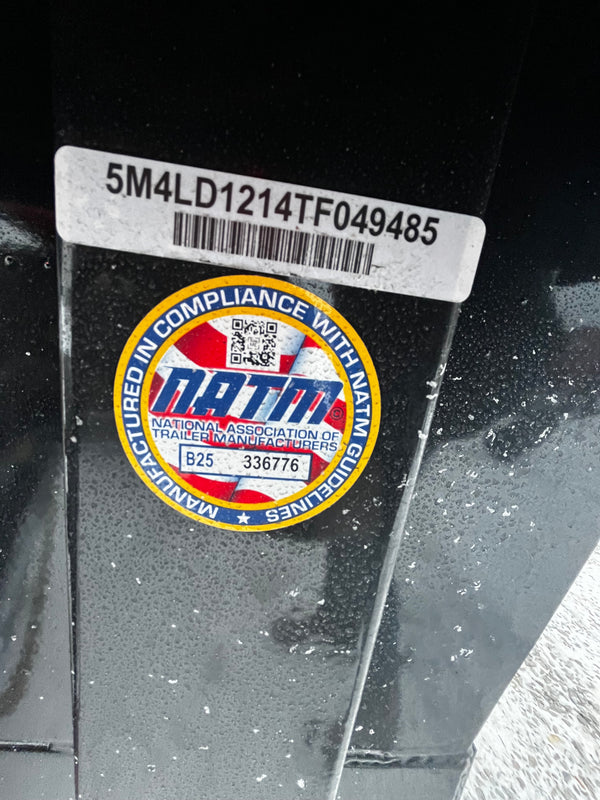 5M4LD1214TF049485
MANUFACTURED IN COMPLIANCE WITH NATM GUIDELINES
NATM®
NATIONAL ASSOCIATION OF
TRAILER MANUFACTURERS
B25 336776